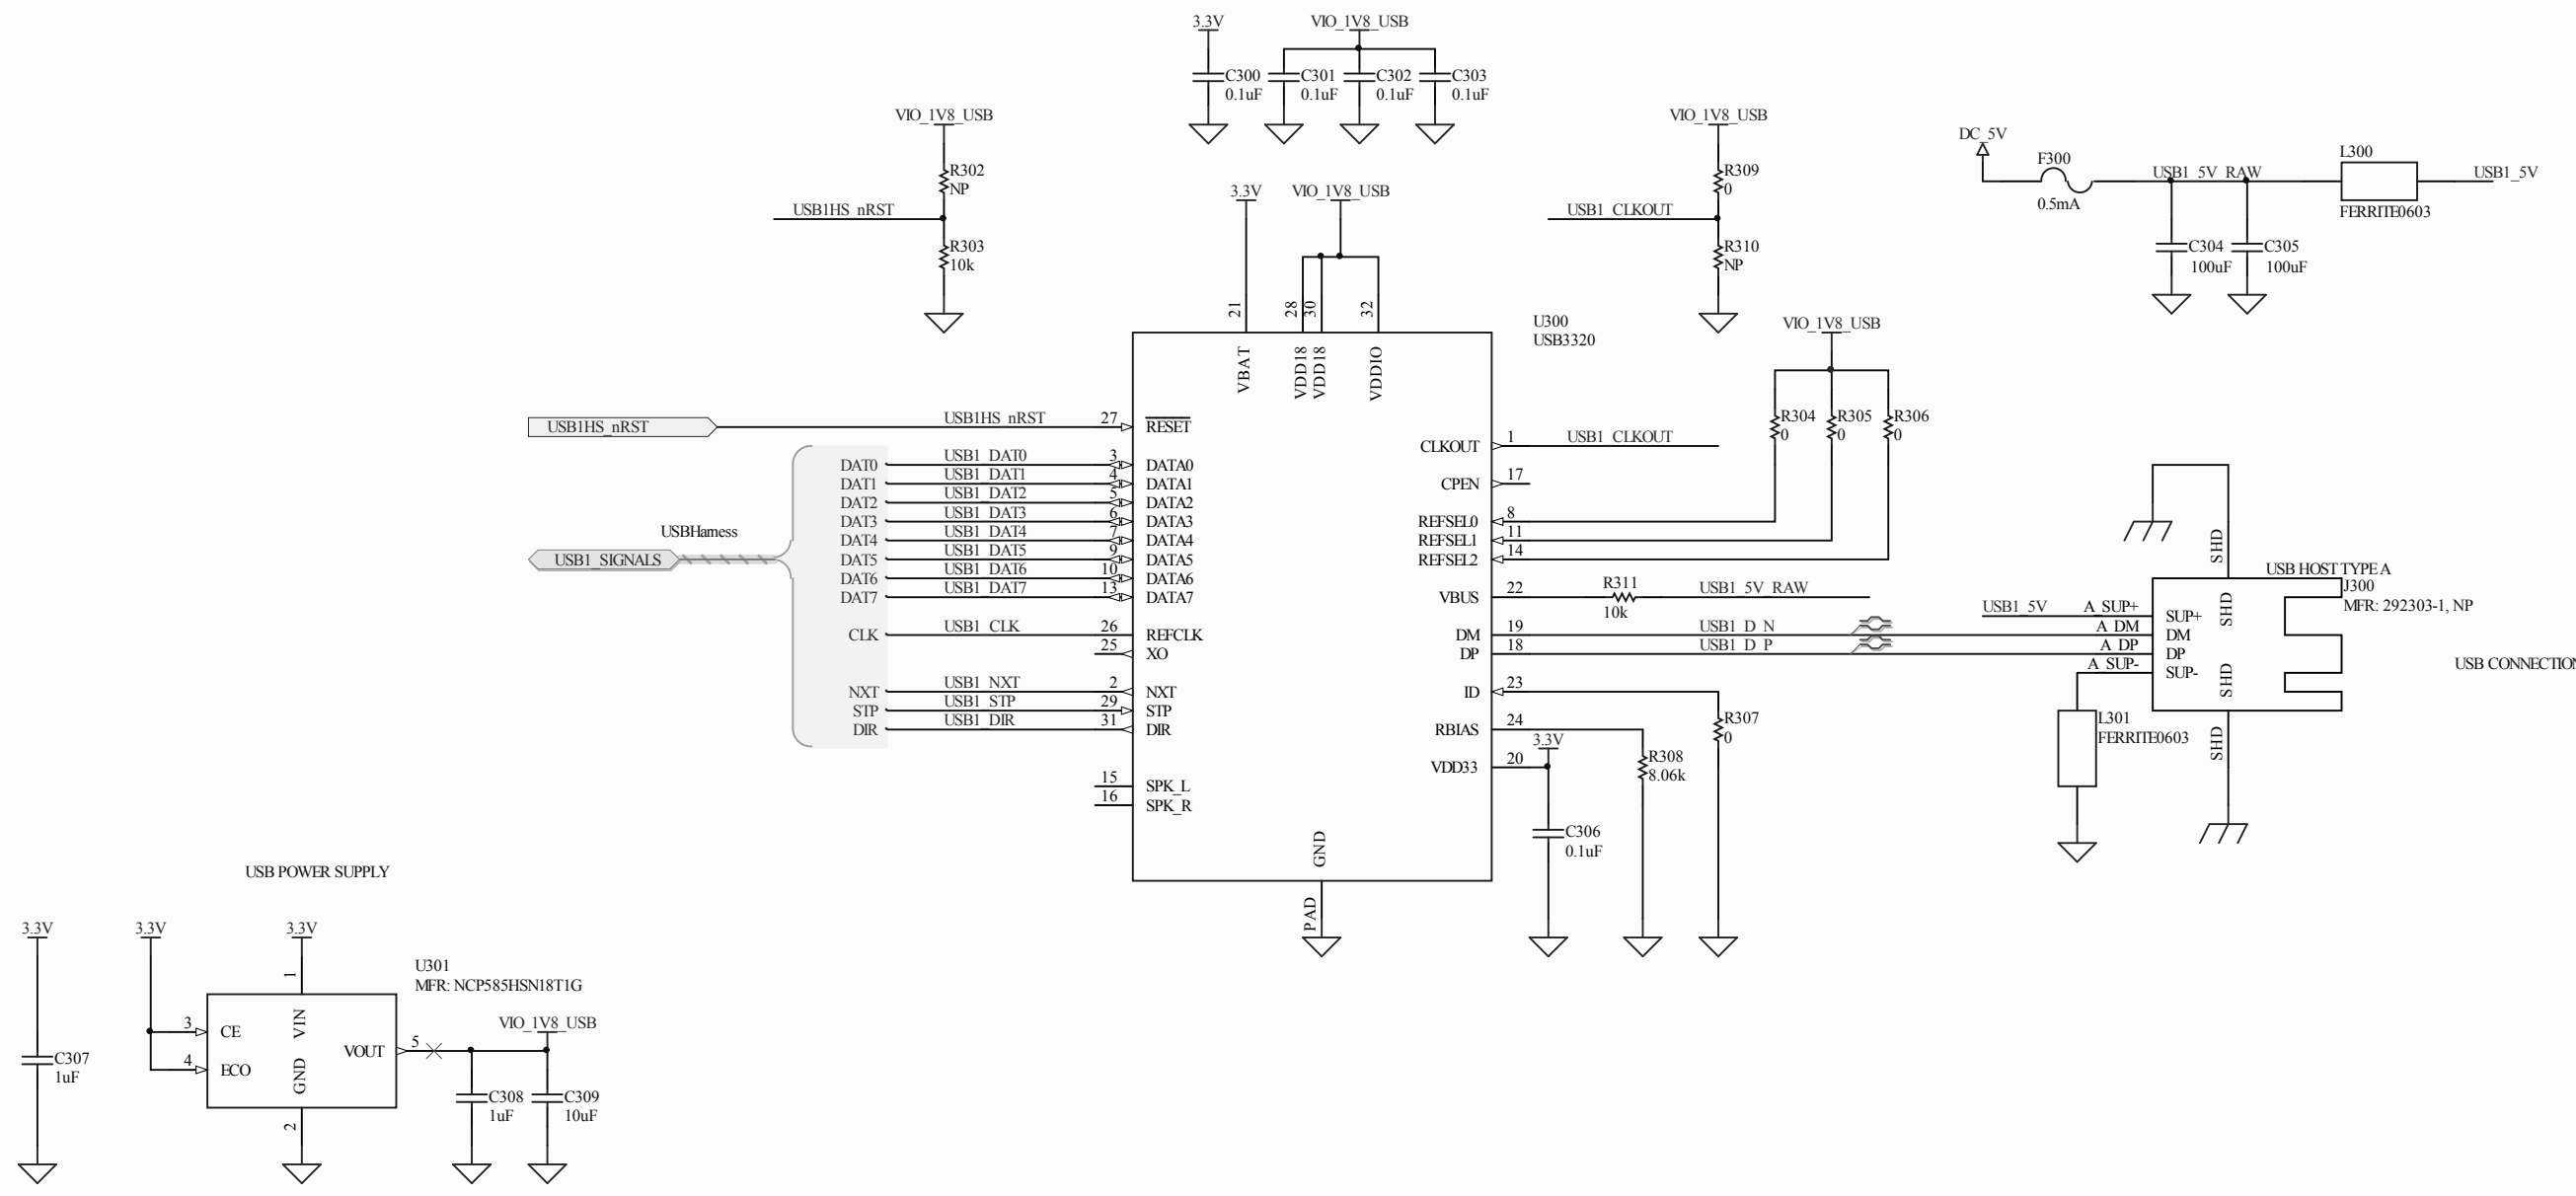 3.3V
VIO_1V8_USB
C300
0.1uF
C301
0.1uF
C302
0.1uF
C303
0.1uF
VIO_1V8_USB
R302
NP
USB1HS_nRST
R303
10k
3.3V
VIO_1V8_USB
VIO_1V8_USB
R309
0
USB1_CLKOUT
R310
NP
DC_5V
F300
0.5mA
USB1_5V_RAW
L300
FERRITE0603
USB1_5V
C304
100uF
C305
100uF
21
28
30
32
U300
USB3320
VBAT
VDD18
VDD18
VDDIO
VIO_1V8_USB
R304
0
R305
0
R306
0
USB1HS_nRST
USB1HS_nRST
27
RESET
USBHarness
USB1_SIGNALS
DAT0
USB1_DAT0
3
DATA0
DAT1
USB1_DAT1
4
DATA1
DAT2
USB1_DAT2
5
DATA2
DAT3
USB1_DAT3
6
DATA3
DAT4
USB1_DAT4
7
DATA4
DAT5
USB1_DAT5
9
DATA5
DAT6
USB1_DAT6
10
DATA6
DAT7
USB1_DAT7
13
DATA7
CLK
USB1_CLK
26
REFCLK
25
XO
NXT
USB1_NXT
2
NXT
STP
USB1_STP
29
STP
DIR
USB1_DIR
31
DIR
15
SPK_L
16
SPK_R
CLKOUT
1
USB1_CLKOUT
CPEN
17
REFSEL0
8
REFSEL1
11
REFSEL2
14
VBUS
22
R311
10k
USB1_5V_RAW
DM
19
USB1_D_N
DP
18
USB1_D_P
ID
23
R307
0
RBIAS
24
R308
8.06k
3.3V
VDD33
20
C306
0.1uF
GND
PAD
SHD
USB HOST TYPE A
J300
MFR: 292303-1, NP
USB1_5V
A_SUP+
SUP+
A_DM
DM
A_DP
DP
A_SUP-
SUP-
SHD
SHD
SHD
USB CONNECTION
L301
FERRITE0603
USB POWER SUPPLY
3.3V
3.3V
3.3V
C307
1uF
1
U301
MFR: NCP585HSN18T1G
3
CE
4
ECO
VIN
GND
VOUT
5
2
VIO_1V8_USB
C308
1uF
C309
10uF